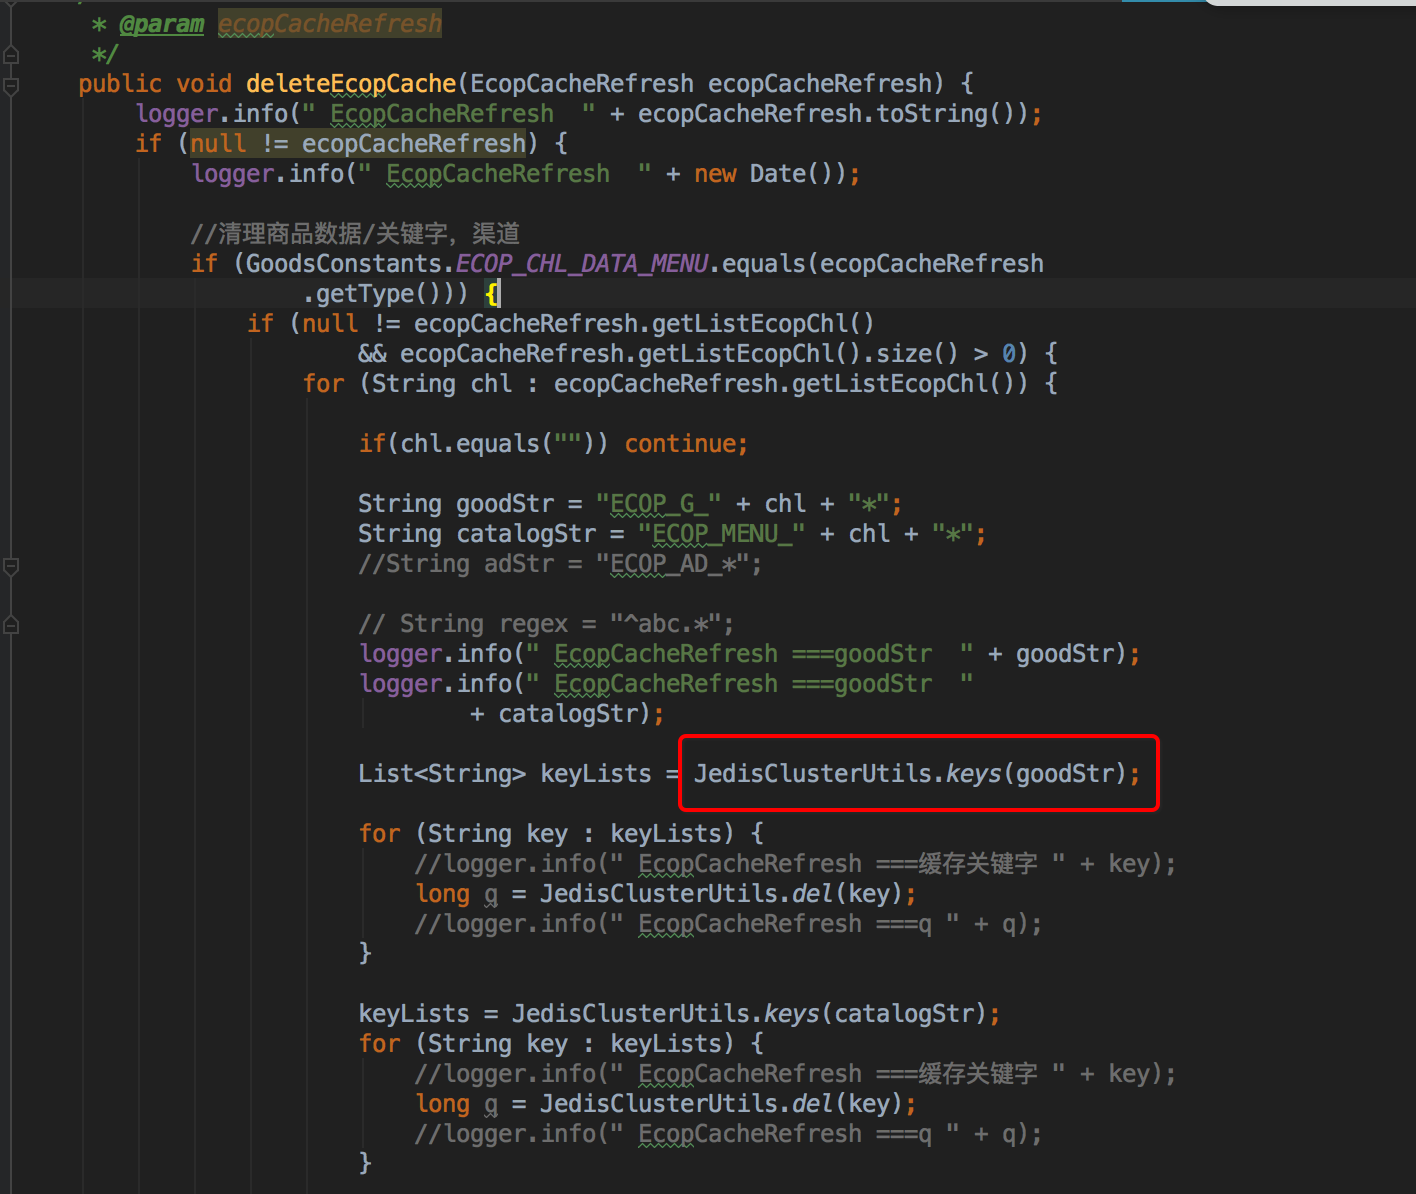 * @param ecopCacheRefresh
*/
public void deleteEcopCache(EcopCacheRefresh ecopCacheRefresh) {
logger.info(" EcopCacheRefresh  " + ecopCacheRefresh.toString());
if (null != ecopCacheRefresh) {
logger.info(" EcopCacheRefresh  " + new Date());
//清理商品数据/关键字，渠道
if (GoodsConstants.ECOP_CHL_DATA_MENU.equals(ecopCacheRefresh
.getType())) {
if (null != ecopCacheRefresh.getListEcopChl()
&& ecopCacheRefresh.getListEcopChl().size() > 0) {
for (String chl : ecopCacheRefresh.getListEcopChl()) {
if(chl.equals("")) continue;
String goodStr = "ECOP_G_" + chl + "*";
String catalogStr = "ECOP_MENU_" + chl + "*";
//String adStr = "ECOP_AD_*";
// String regex = "^abc.*";
logger.info(" EcopCacheRefresh ===goodStr  " + goodStr);
logger.info(" EcopCacheRefresh ===goodStr  "
+ catalogStr);
List<String> keyLists = JedisClusterUtils.keys(goodStr);
for (String key : keyLists) {
//logger.info(" EcopCacheRefresh ===缓存关键字 " + key);
long q = JedisClusterUtils.del(key);
//logger.info(" EcopCacheRefresh ===q " + q);
}
keyLists = JedisClusterUtils.keys(catalogStr);
for (String key : keyLists) {
//logger.info(" EcopCacheRefresh ===缓存关键字 " + key);
long q = JedisClusterUtils.del(key);
//logger.info(" EcopCacheRefresh ===q " + q);
}